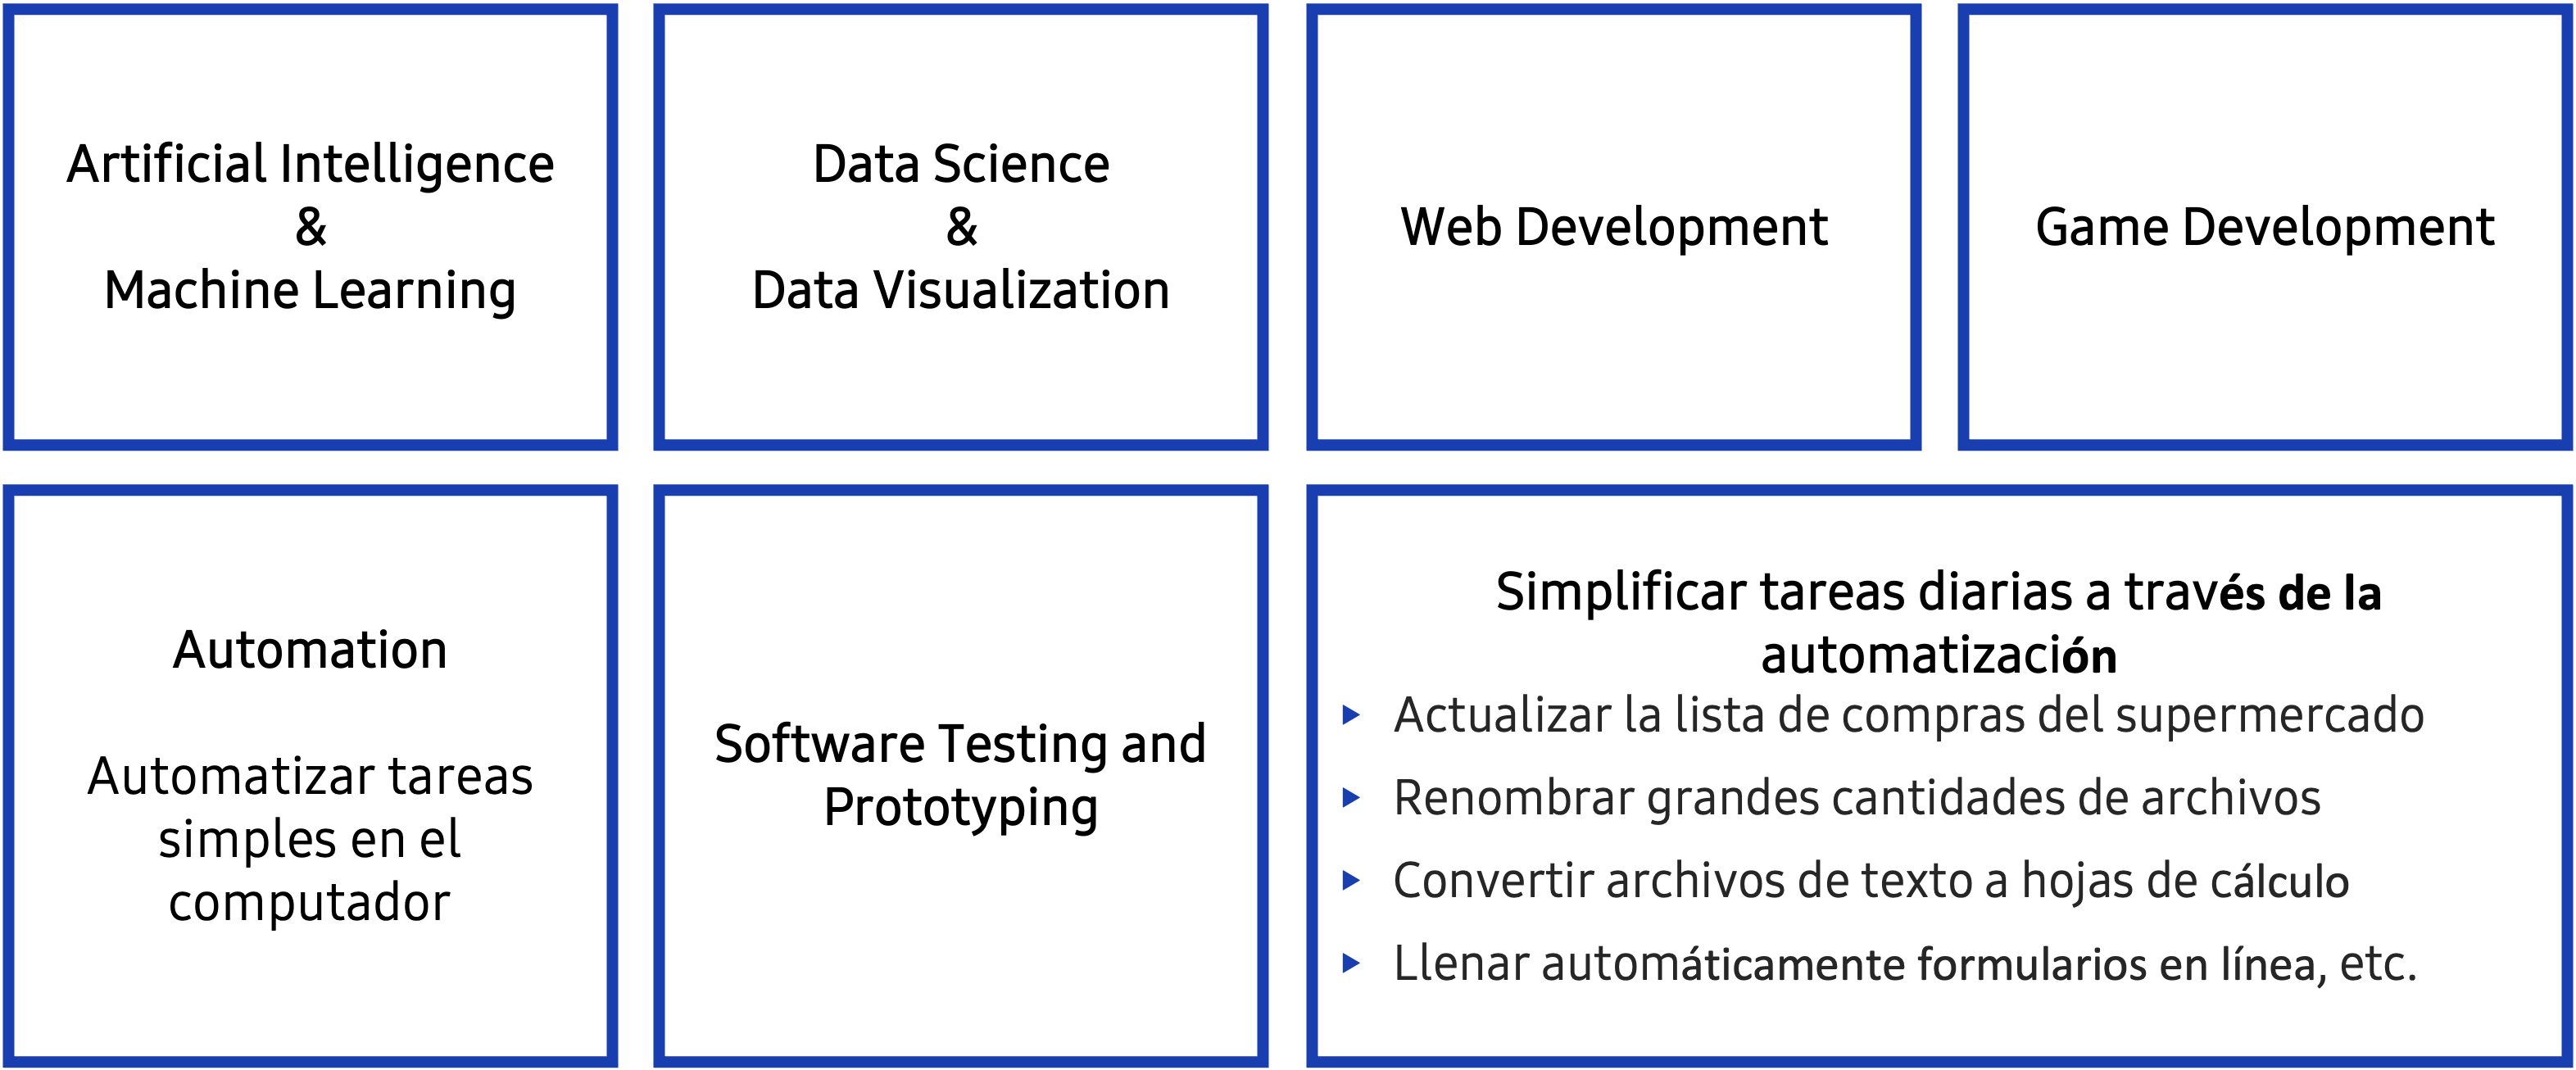 Artificial Intelligence
&
Machine Learning
Data Science
&
Data Visualization
Web Development
Game Development
Automation
Automatizar tareas
simples en el
computador
Software Testing and
Prototyping
Simplificar tareas diarias a través de la
automatización
Actualizar la lista de compras del supermercado
Renombrar grandes cantidades de archivos
Convertir archivos de texto a hojas de cálculo
Llenar automáticamente formularios en línea, etc.